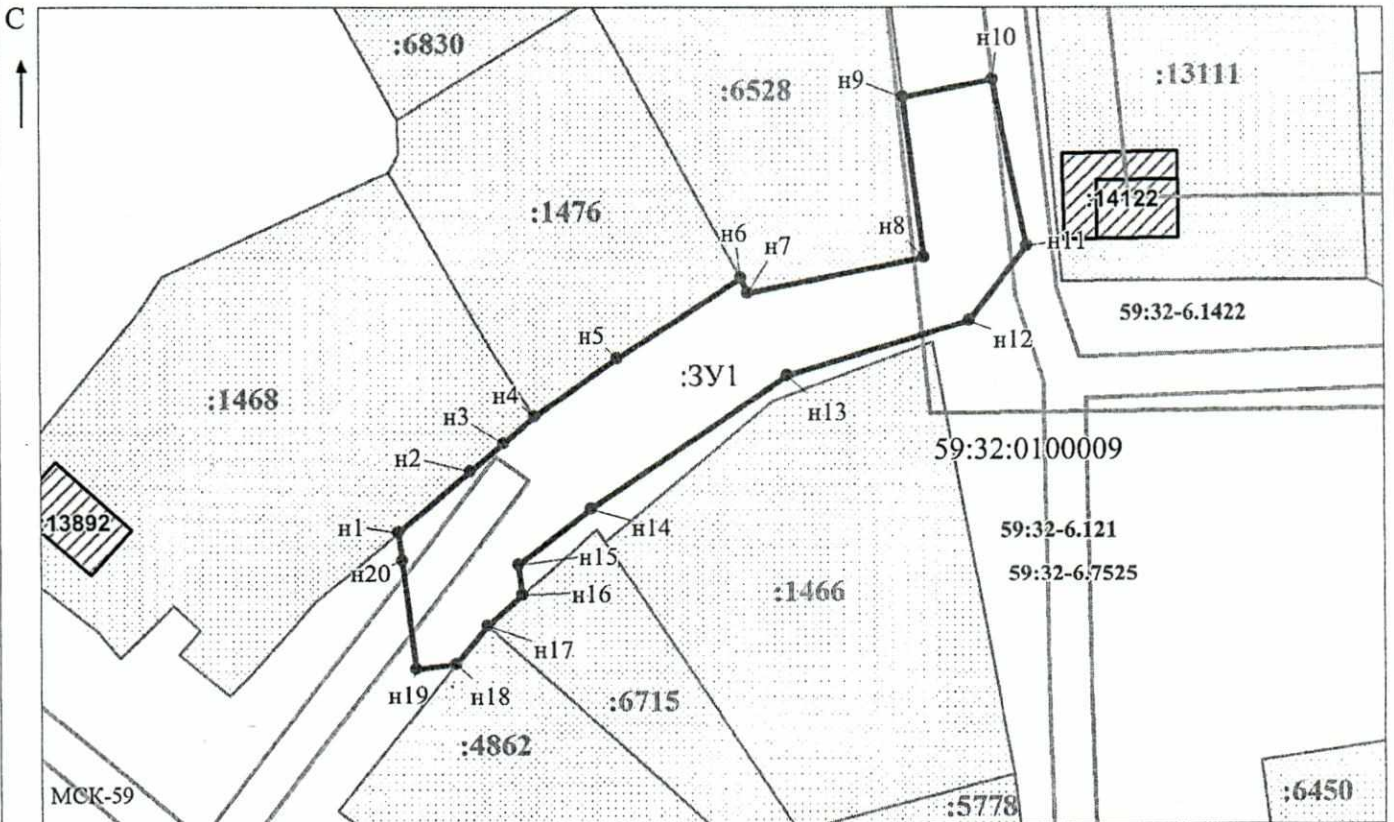 С
:6830
н10
:13111
н9
:6528
:14122
:1476
н8
н6
н7
н11
59:32-6.1422
н5
н12
:ЗУ1
:1468
н4
н13
н3
59:32:0100009
н2
:13892
н14
59:32-6.121
н1
н15
н20
59:32-6.7525
н16
:1466
н17
н19
н18
:6715
:4862
МСК-59
:5778
:6450